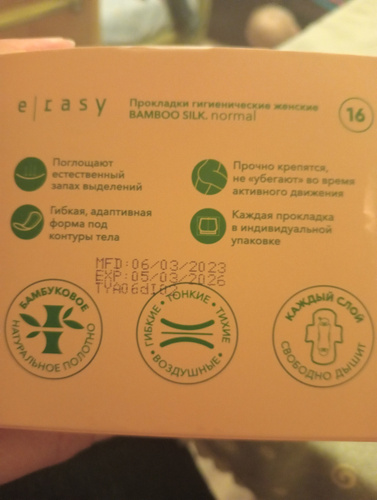 e|rasy
Прокладки гигиенические женские
BAMBOO SILK. normal
16
Поглощают
естественный
запах выделений
Прочно крепятся,
не «убегают» во время
активного движения
Гибкая, адаптивная
форма под
контуры тела
Каждая прокладка
в индивидуальной
упаковке
MFD:06/03/2023
EXP:05/03/2026
БАМБУКОВОЕ
НАТУРАЛЬНОЕ ПОЛОТНО
ГИБКИЕ • ТОНКИЕ • ТИХИЕ
• ВОЗДУШНЫЕ •
КАЖДЫЙ СЛОЙ
СВОБОДНО ДЫШИТ